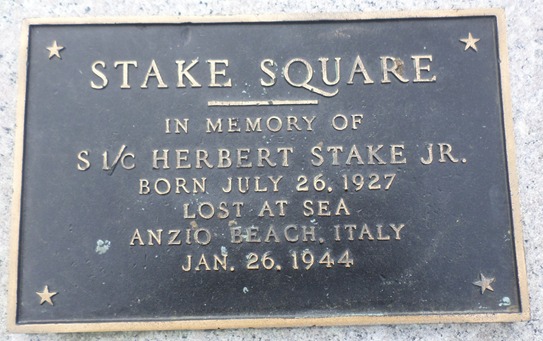 STAKE SQUARE
IN MEMORY OF
S 1/C HERBERT STAKE JR.
BORN JULY 26, 1927
LOST AT SEA
ANZIO BEACH, ITALY
JAN. 26, 1944